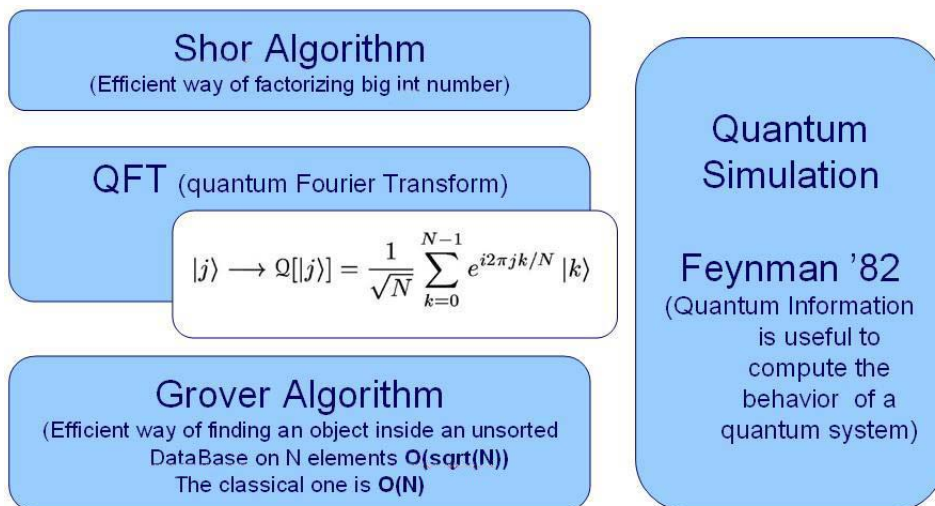 Shor Algorithm
(Efficient way of factorizing big int number)
QFT (quantum Fourier Transform)
|j⟩ ⟶ Q[|j⟩] = 1/√N ∑_{k=0}^{N−1} e^{i2πjk/N} |k⟩
Grover Algorithm
(Efficient way of finding an object inside an unsorted
DataBase on N elements O(sqrt(N))
The classical one is O(N)
Quantum
Simulation
Feynman '82
(Quantum Information
is useful to
compute the
behavior of a
quantum system)